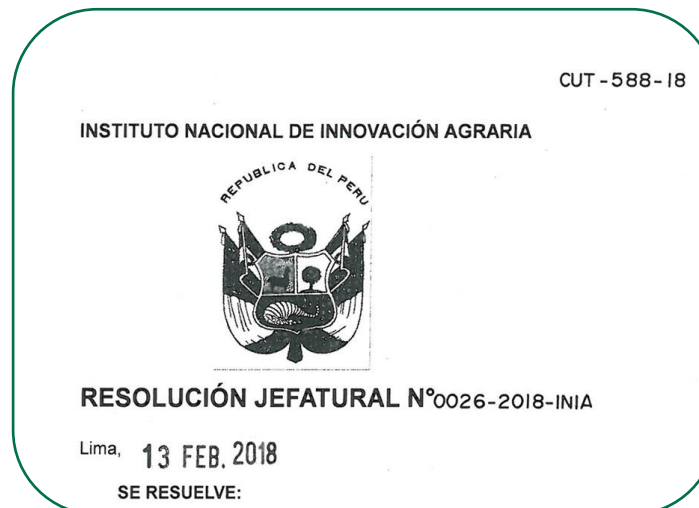 CUT-588-18
INSTITUTO NACIONAL DE INNOVACIÓN AGRARIA
REPUBLICA DEL PERU
RESOLUCIÓN JEFATURAL N°0026-2018-INIA
Lima, 13 FEB. 2018
SE RESUELVE: